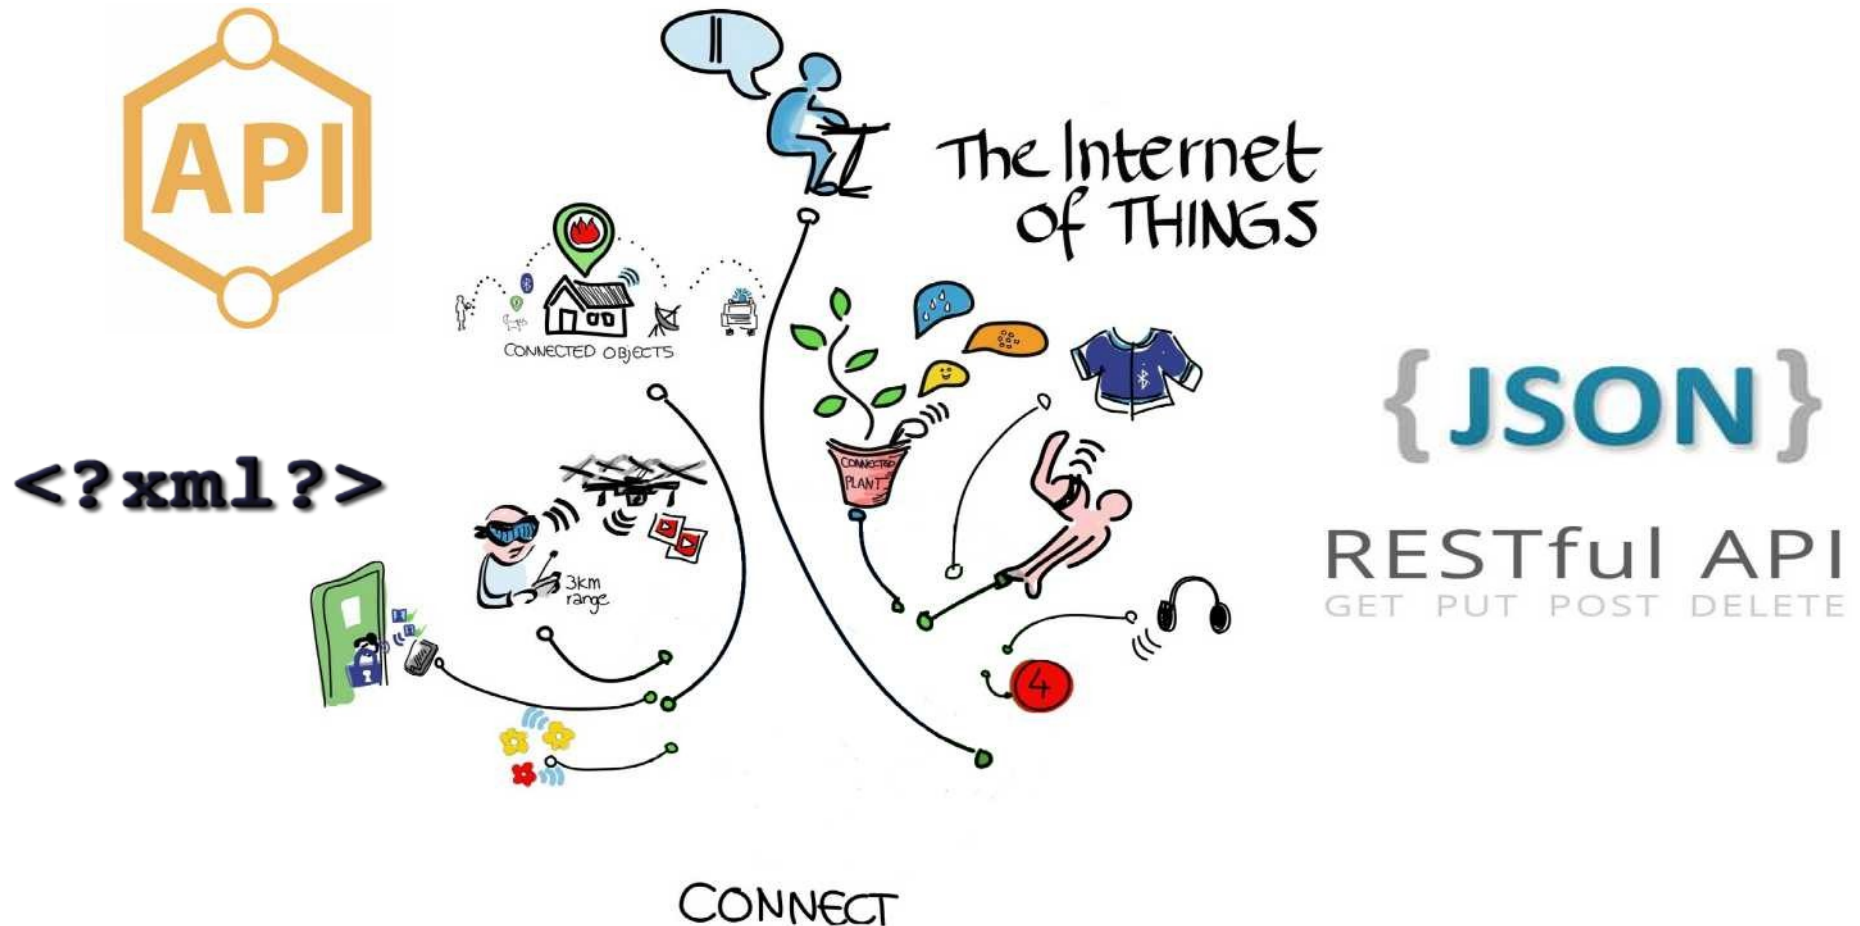 API
The Internet
of THINGS
CONNECTED OBjECTS
{ JSON }
<?xml?>
CONNECTED
PLANT
3km
range
RESTful API
GET PUT POST DELETE
4
CONNECT